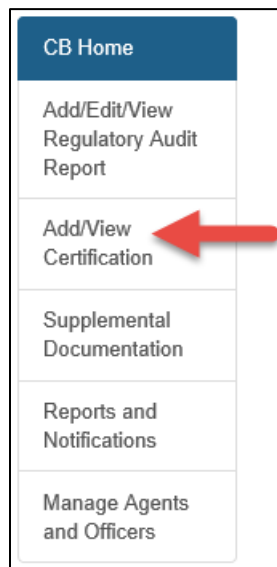 CB Home
Add/Edit/View
Regulatory Audit
Report
Add/View
Certification
Supplemental
Documentation
Reports and
Notifications
Manage Agents
and Officers